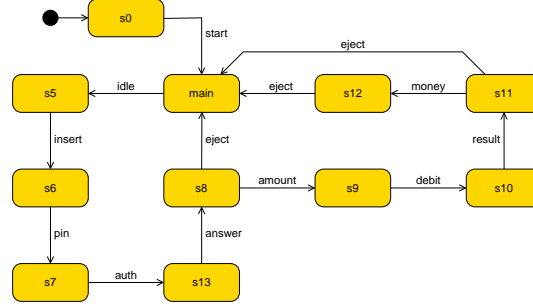 s0
start
eject
s5
idle
main
eject
s12
money
s11
insert
eject
result
s6
s8
amount
s9
debit
s10
pin
answer
s7
auth
s13